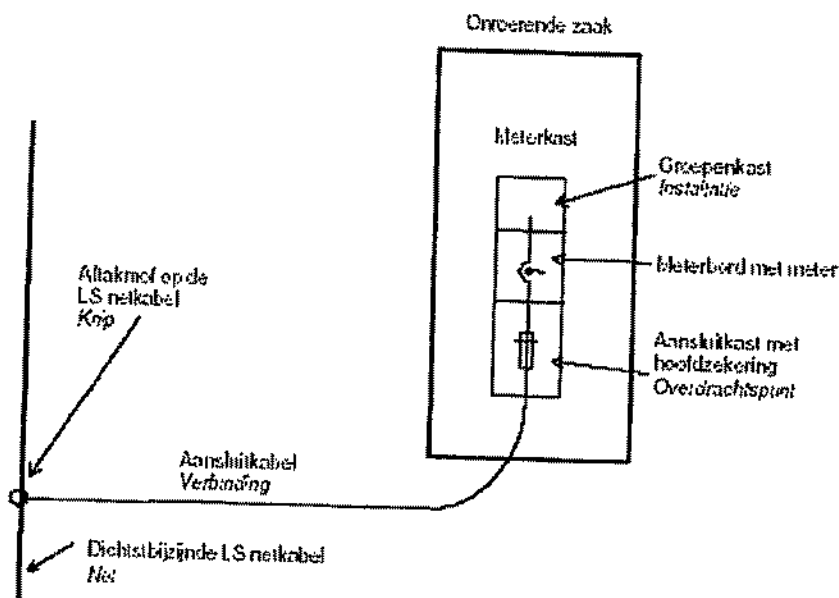 Onroerende zaak
Meterkast
Groepenkast
Installatie
Meterbord met meter
Aftakmof op de
LS netkabel
Knip
Aansluitkast met
hoofdzekering
Overdrachtspunt
Aansluitkabel
Verbinding
Dichtstbijzijnde LS netkabel
Net